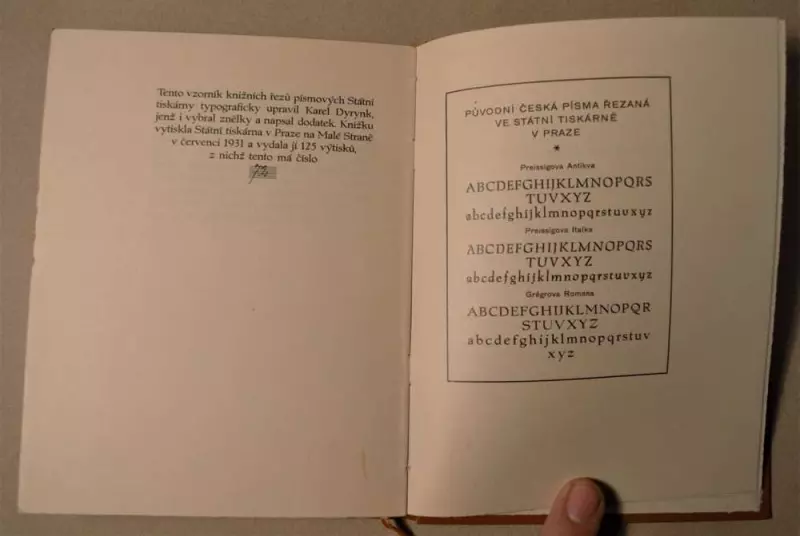 Tento vzorník knižních řezů písmových Státní
tiskárny typograficky upravil Karel Dyrynk,
jenž i vybral znělky a napsal dodatek. Knížku
vytiskla Státní tiskárna v Praze na Malé Straně
v červenci 1931 a vydala jí 125 výtisků,
z nichž tento má číslo
PŮVODNÍ ČESKÁ PÍSMA ŘEZANÁ
VE STÁTNÍ TISKÁRNĚ
V PRAZE
*
Preissigova Antikva
ABCDEFGHIJKLMNOPQRS
TUVXYZ
abcdefghijklmnopqrstuvxyz
Preissigova Italka
ABCDEFGHIJKLMNOPQRS
TUVXYZ
abcdefghijklmnopqrstuvxyz
Grégrova Romana
ABCDEFGHIJKLMNOPQR
STUVXYZ
abcdefghijklmnopqrstuv
xyz